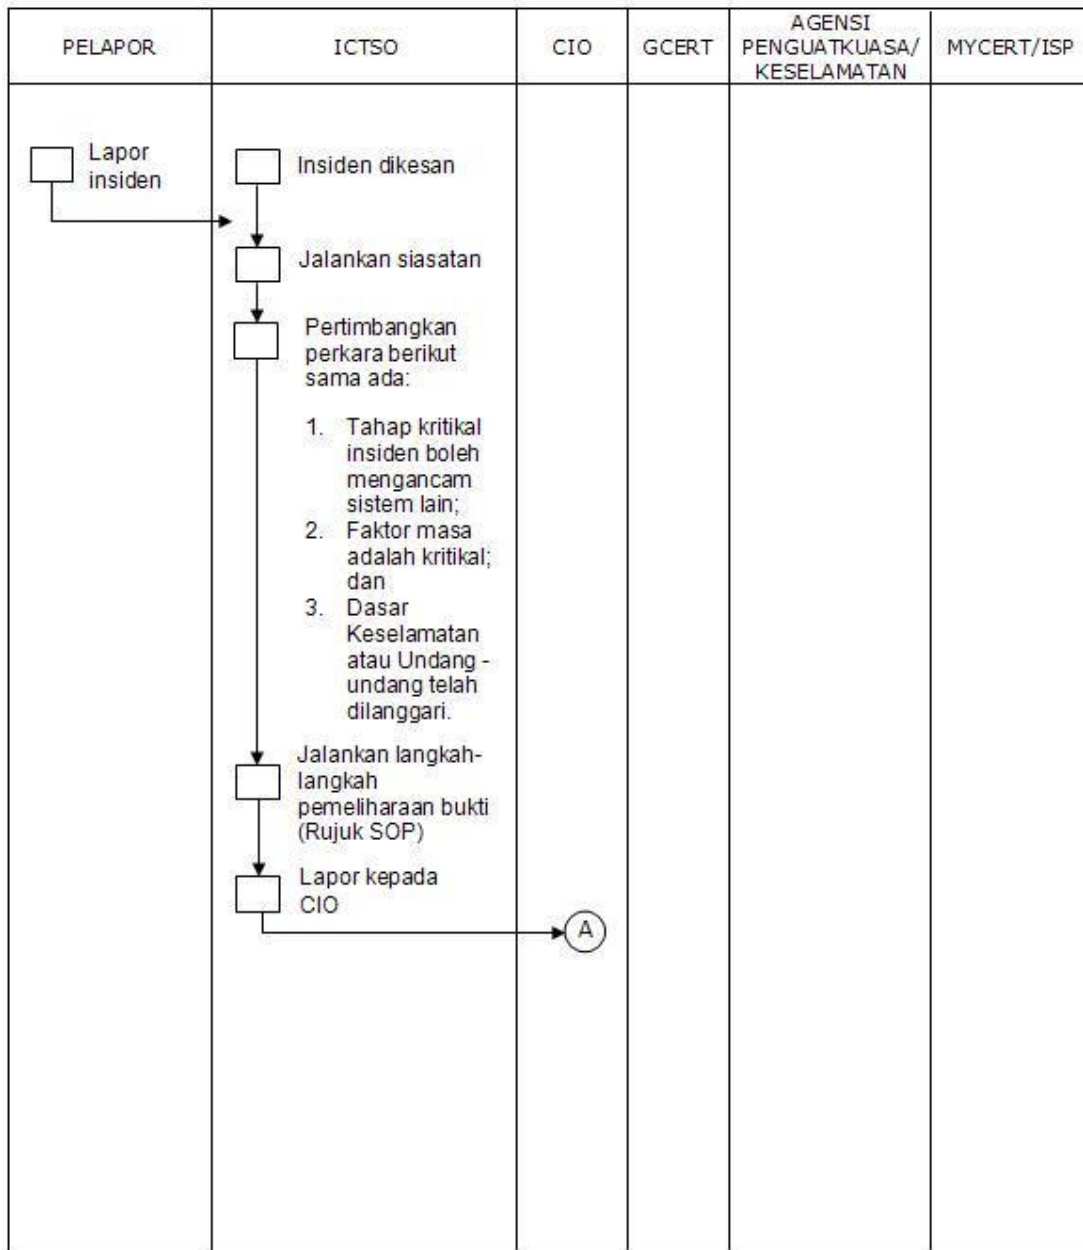 PELAPOR
ICTSO
CIO
GCERT
AGENSI
PENGUATKUASA/
KESELAMATAN
MYCERT/ISP
Lapor
insiden
Insiden dikesan
Jalankan siasatan
Pertimbangkan
perkara berikut
sama ada:
1. Tahap kritikal
insiden boleh
mengancam
sistem lain;
2. Faktor masa
adalah kritikal;
dan
3. Dasar
Keselamatan
atau Undang -
undang telah
dilanggari.
Jalankan langkah-
langkah
pemeliharaan bukti
(Rujuk SOP)
Lapor kepada
CIO
A